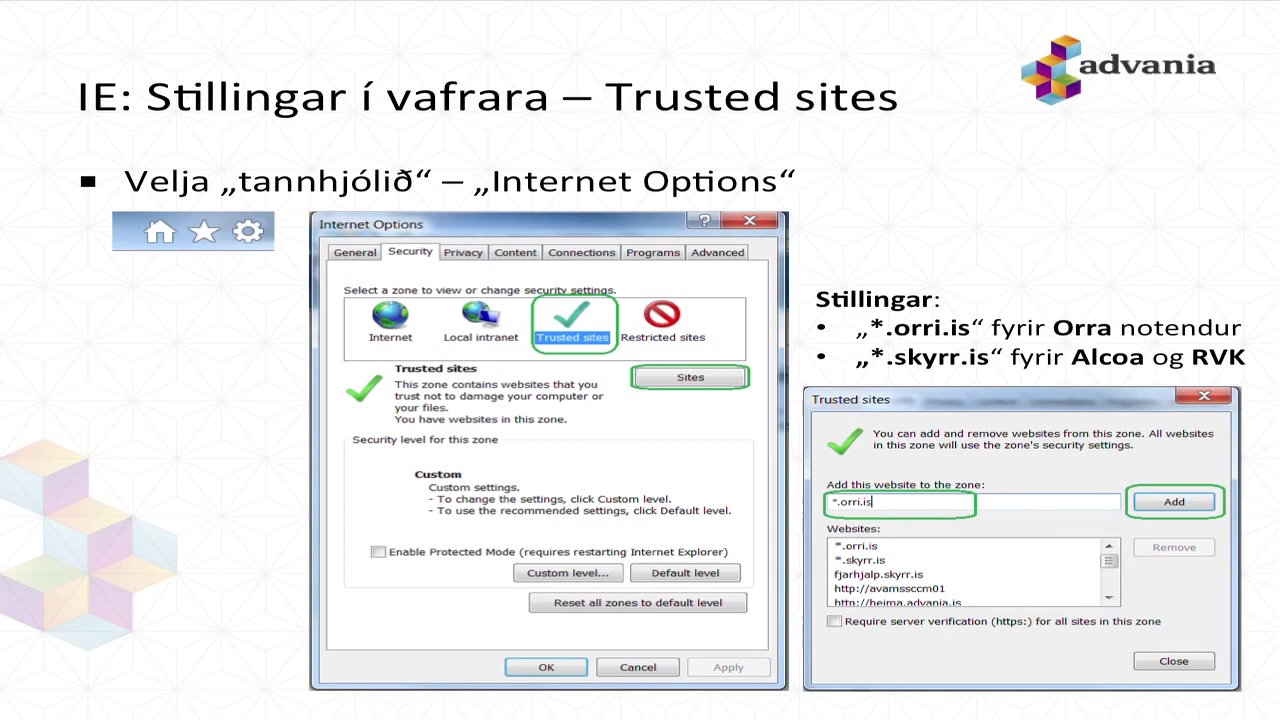 advania
IE: Stillingar í vafrara – Trusted sites
▪ Velja „tannhjólið“ – „Internet Options“
Internet Options
?
General Security Privacy Content Connections Programs Advanced
Select a zone to view or change security settings.
Internet Local intranet Trusted sites Restricted sites
Trusted sites
Sites
This zone contains websites that you
trust not to damage your computer or
your files.
You have websites in this zone.
Security level for this zone
Custom
Custom settings.
- To change the settings, click Custom level.
- To use the recommended settings, click Default level.
Enable Protected Mode (requires restarting Internet Explorer)
Custom level... Default level
Reset all zones to default level
OK Cancel Apply
Stillingar:
• „*.orri.is“ fyrir Orra notendur
• „*.skyrr.is“ fyrir Alcoa og RVK
Trusted sites
You can add and remove websites from this zone. All websites
in this zone will use the zone's security settings.
Add this website to the zone:
*.orri.is Add
Websites:
*.orri.is
*.skyrr.is
fjarhjalp.skyrr.is
http://avamssccm01
http://heima.advania.is
Remove
Require server verification (https:) for all sites in this zone
Close